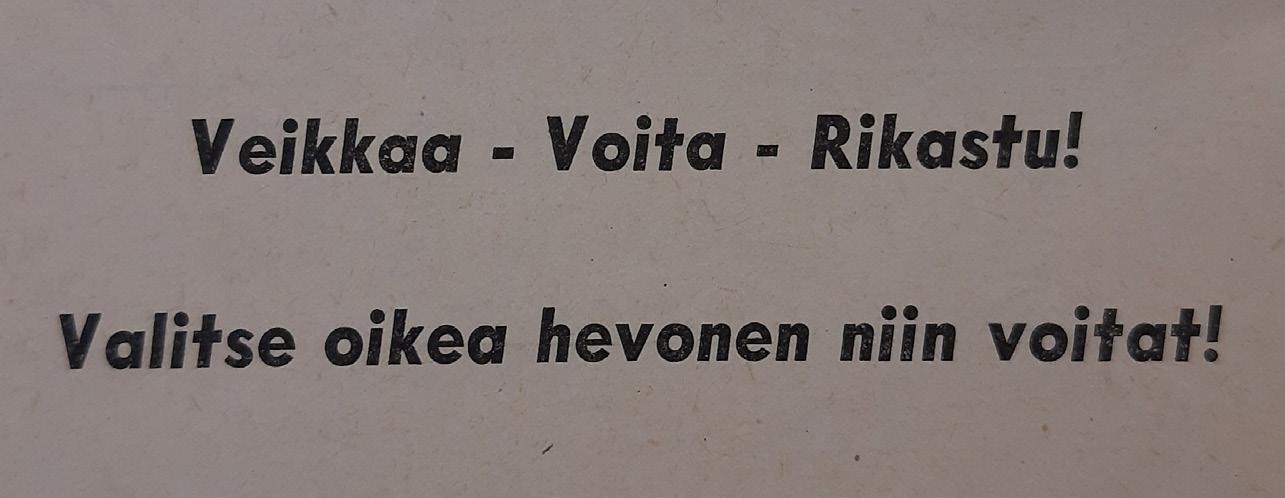 Veikkaa - Voita - Rikastu!
Valitse oikea hevonen niin voitat!